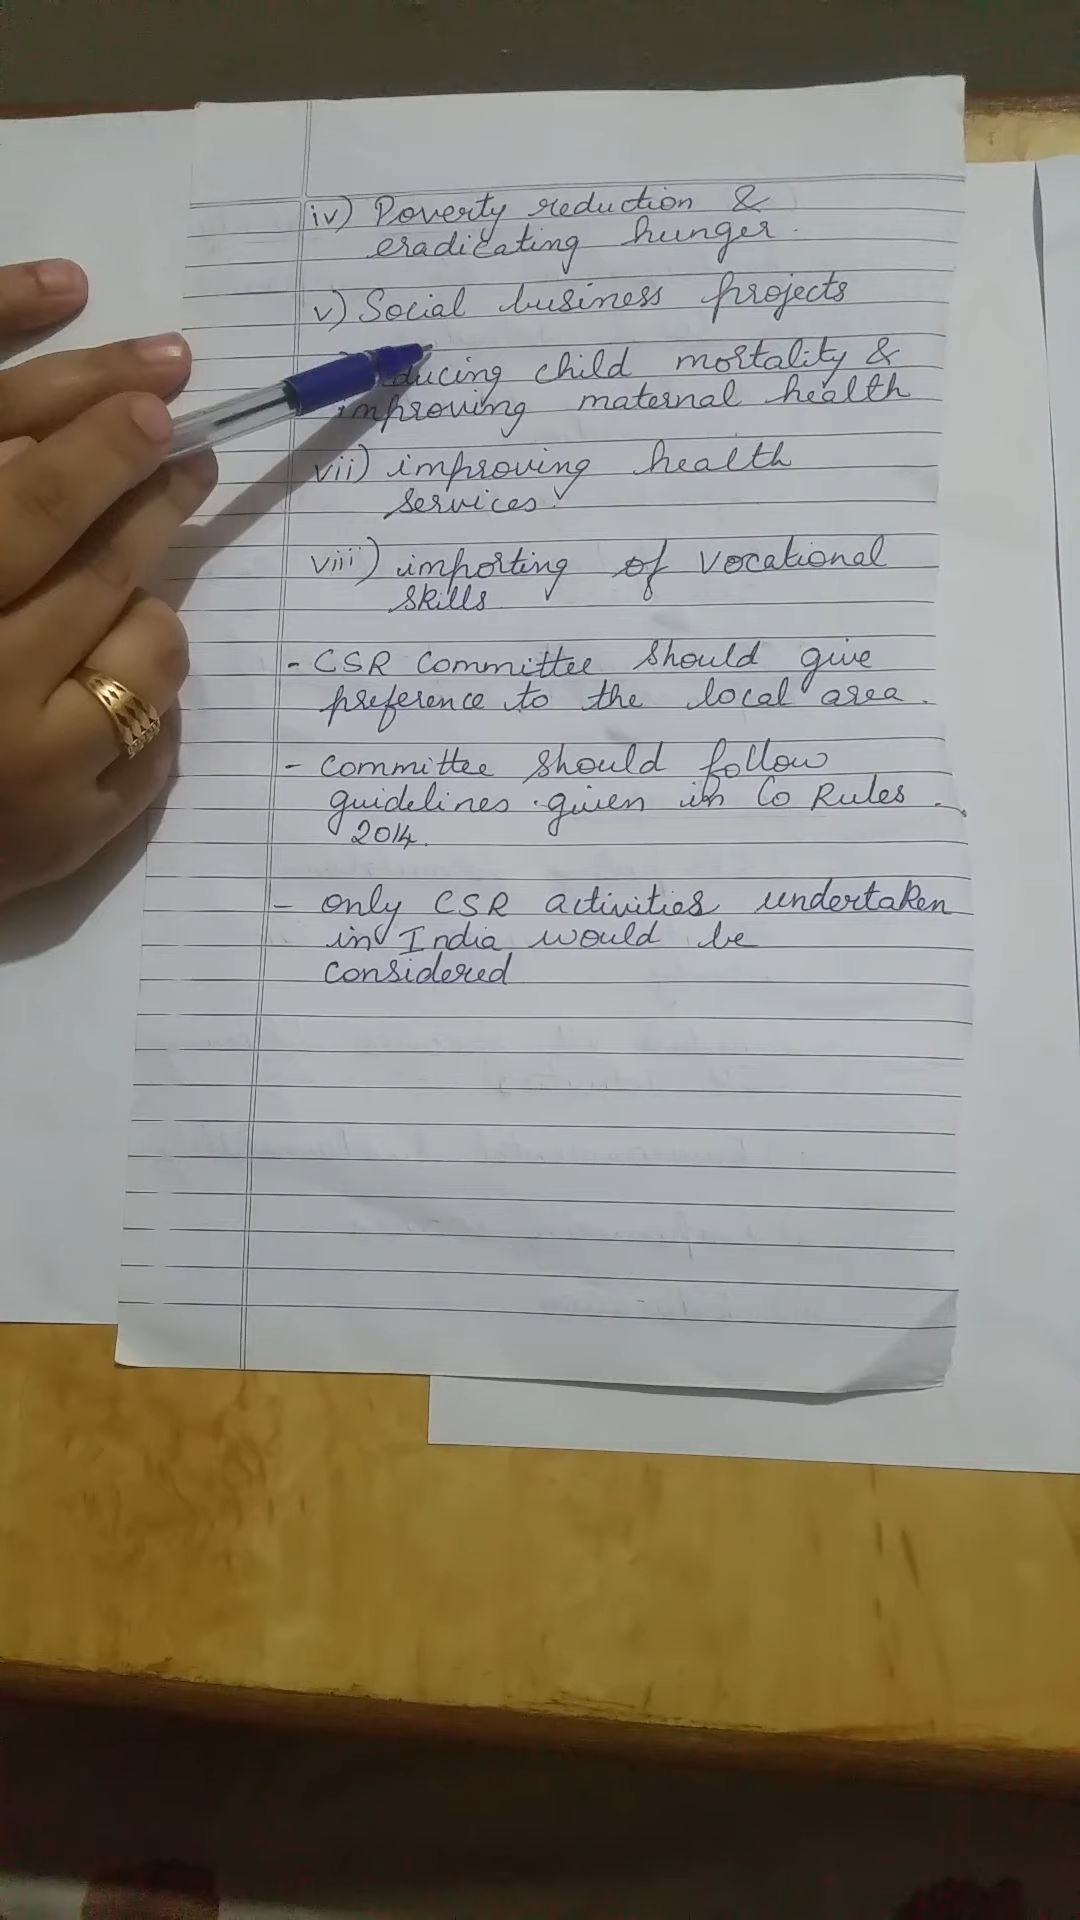 iv) Poverty reduction &
eradicating hunger.
v) Social business projects
ducing child mortality &
improving maternal health
vii) improving health
services.
viii) importing of vocational
skills
- CSR Committee should give
preference to the local area.
- committee should follow
guidelines given in Co Rules.
2014.
- only CSR activities undertaken
in India would be
considered